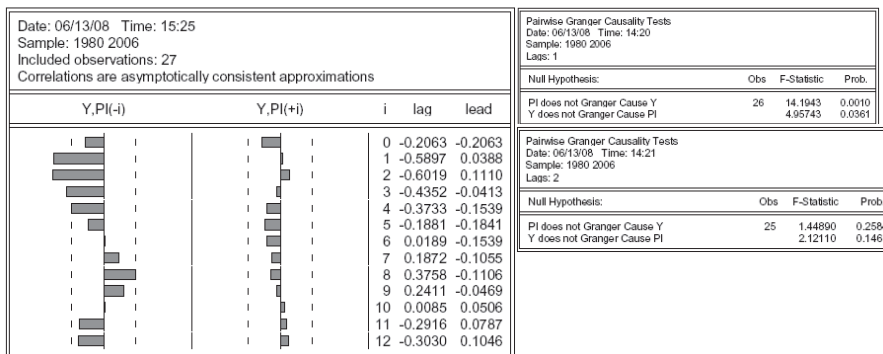 Date: 06/13/08 Time: 15:25
Sample: 1980 2006
Included observations: 27
Correlations are asymptotically consistent approximations
Y,PI(-i) Y,PI(+i) i lag lead
0 -0.2063 -0.2063
1 -0.5897 0.0388
2 -0.6019 0.1110
3 -0.4352 -0.0413
4 -0.3733 -0.1539
5 -0.1881 -0.1841
6 0.0189 -0.1539
7 0.1872 -0.1055
8 0.3758 -0.1106
9 0.2411 -0.0469
10 0.0085 0.0506
11 -0.2916 0.0787
12 -0.3030 0.1046
Pairwise Granger Causality Tests
Date: 06/13/08 Time: 14:20
Sample: 1980 2006
Lags: 1
Null Hypothesis: Obs F-Statistic Prob.
PI does not Granger Cause Y 26 14.1943 0.0010
Y does not Granger Cause PI 4.95743 0.0361
Pairwise Granger Causality Tests
Date: 06/13/08 Time: 14:21
Sample: 1980 2006
Lags: 2
Null Hypothesis: Obs F-Statistic Prob
PI does not Granger Cause Y 25 1.44890 0.258
Y does not Granger Cause PI 2.12110 0.146